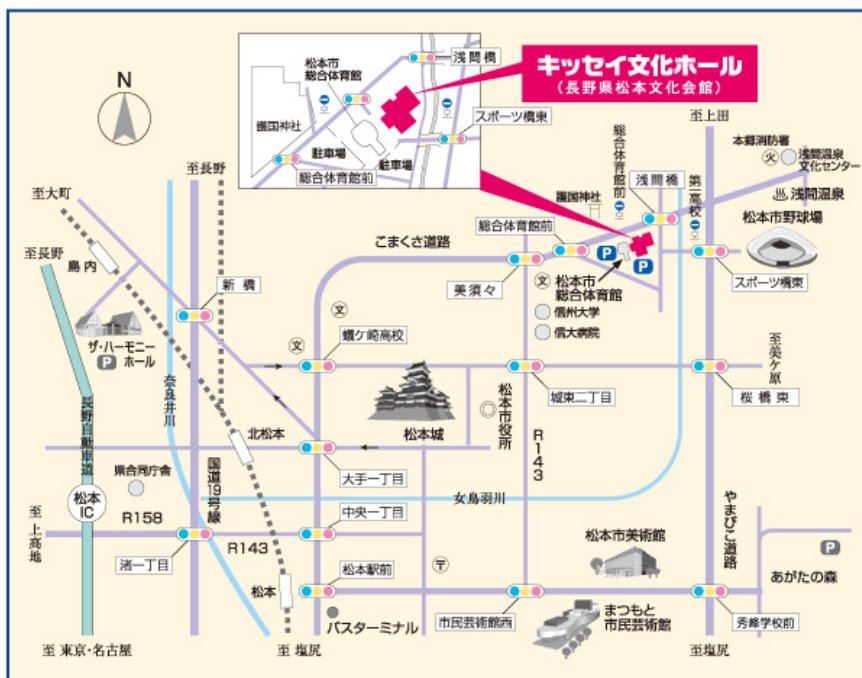 キッセイ文化ホール
(長野県松本文化会館)
浅間橋
松本市
総合体育館
護国神社
スポーツ橋東
駐車場
駐車場
総合体育館前
N
至上田
本郷消防署
火
浅間温泉
文化センター
浅間温泉
至長野
至大町
至長野
島内
新橋
ザ・ハーモニー
ホール
P
こまくさ道路
護国神社
総合体育館前
浅間橋
第一高校
総合体育館前
P
P
美須々
文
松本市
総合体育館
信州大学
信大病院
松本市野球場
スポーツ橋東
文
文
蟻ケ崎高校
奈良井川
長野自動車道
松本城
松本市役所
城東二丁目
R143
至美ケ原
桜橋東
北松本
大手一丁目
県合同庁舎
国道19号線
松本
IC
女鳥羽川
至上高地
R158
R143
中央一丁目
渚一丁目
松本
松本駅前
〒
松本市美術館
やまびこ道路
P
あがたの森
バスターミナル
市民芸術館西
まつもと
市民芸術館
秀峰学校前
至 東京・名古屋
至 塩尻
至塩尻